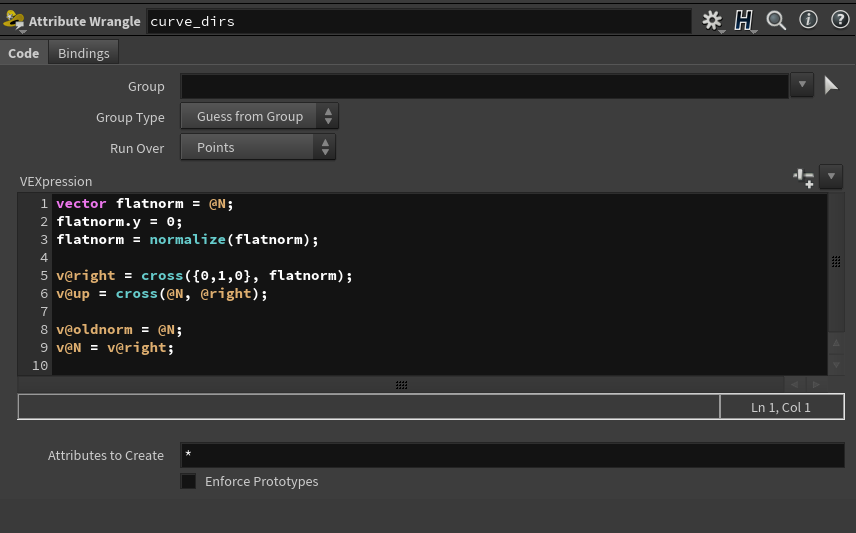 Attribute Wrangle curve_dirs
Code Bindings
Group
Group Type Guess from Group
Run Over Points
VEXpression
1 vector flatnorm = @N;
2 flatnorm.y = 0;
3 flatnorm = normalize(flatnorm);
4
5 v@right = cross({0,1,0}, flatnorm);
6 v@up = cross(@N, @right);
7
8 v@oldnorm = @N;
9 v@N = v@right;
10
Ln 1, Col 1
Attributes to Create *
Enforce Prototypes